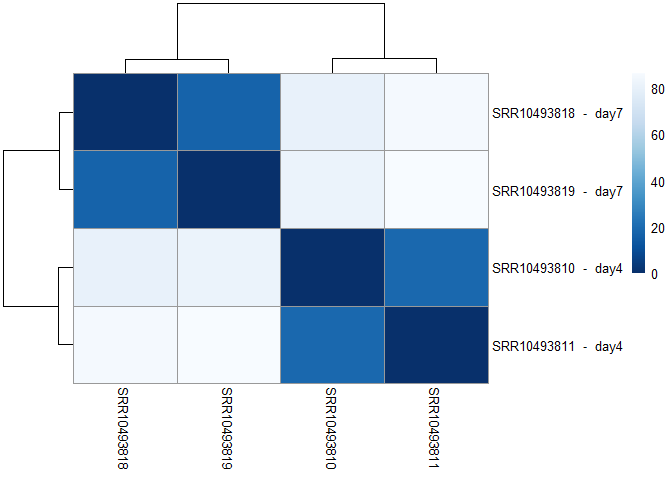 80
SRR10493818 - day7
60
SRR10493819 - day7
40
20
SRR10493810 - day4
0
SRR10493811 - day4
SRR10493818
SRR10493819
SRR10493810
SRR10493811